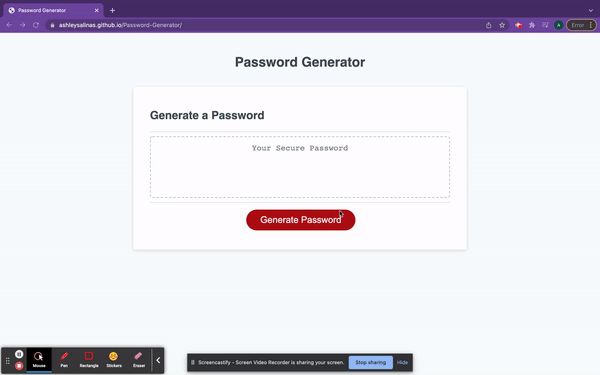 Password Generator
ashleysalinas.github.io/Password-Generator/
A
Error
Password Generator
Generate a Password
Your Secure Password
Generate Password
Mouse
Pen
Rectangle
Stickers
Eraser
Screencastify - Screen Video Recorder is sharing your screen.
Stop sharing
Hide